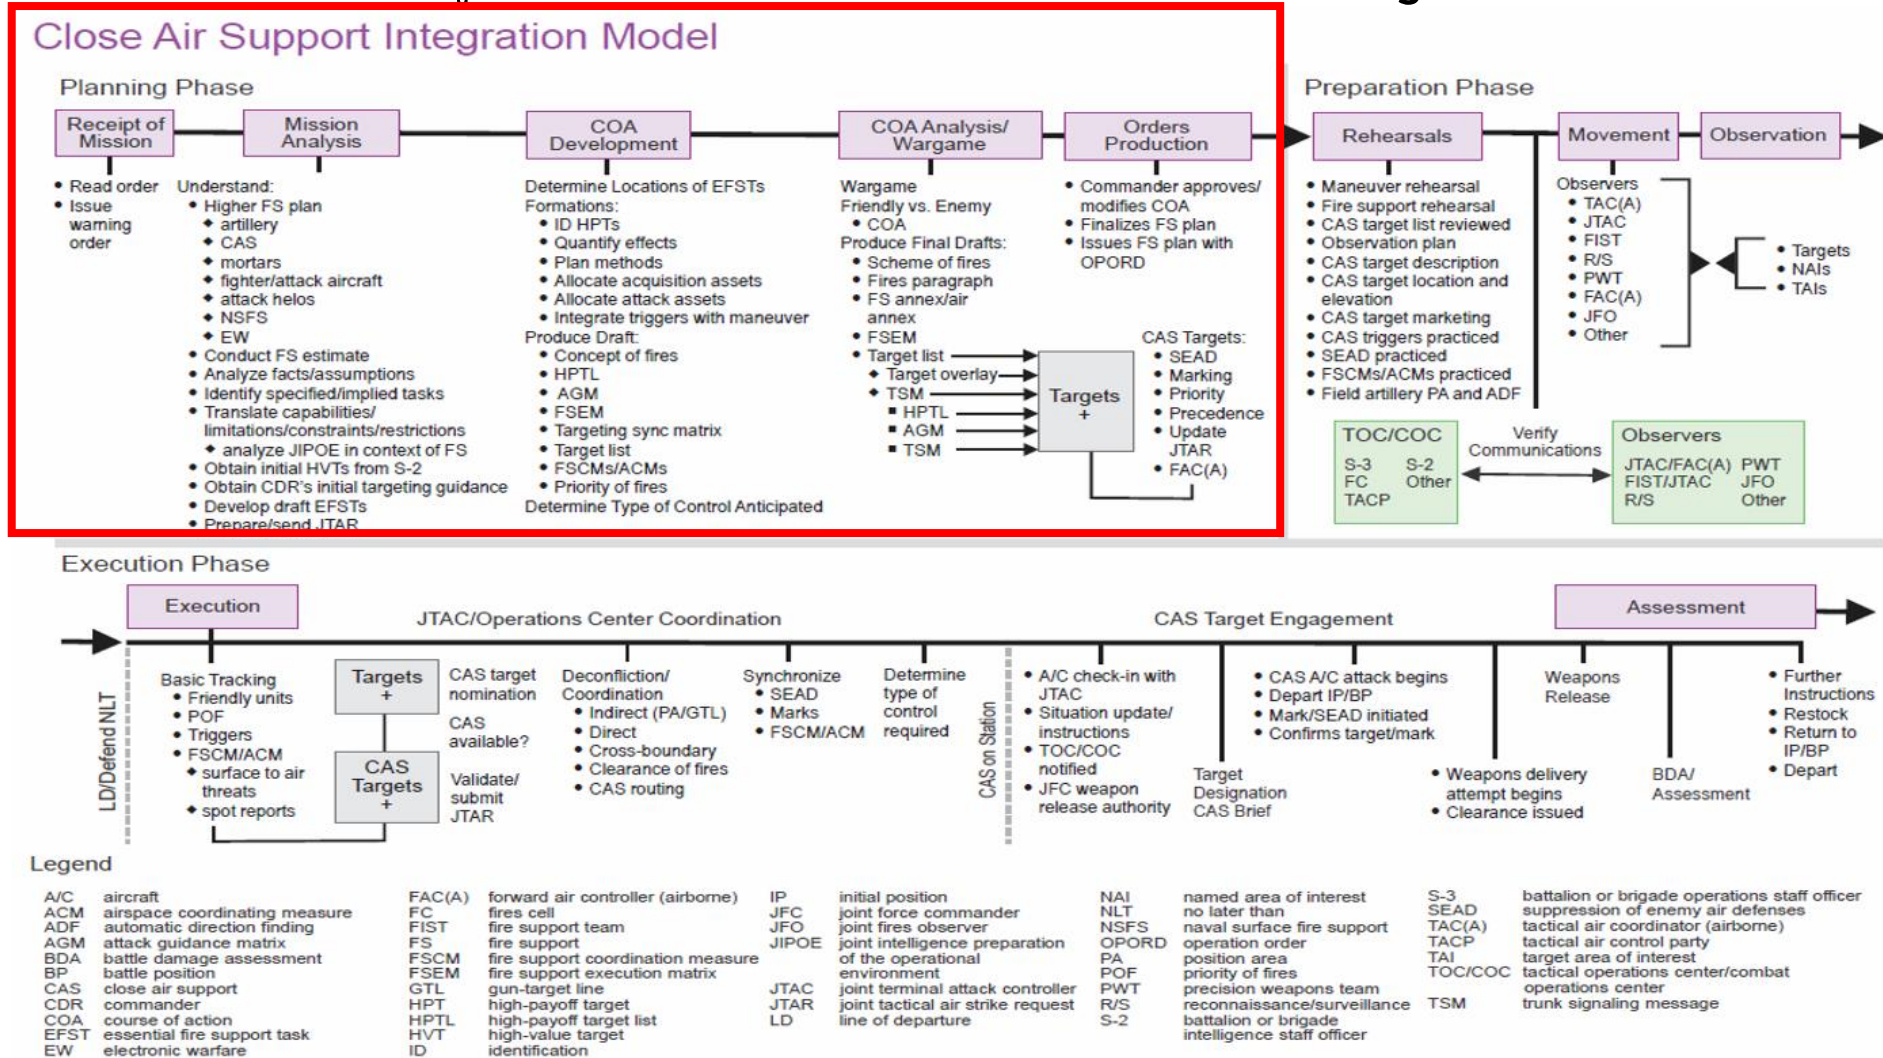 Close Air Support Integration Model
Planning Phase
Receipt of
Mission
Mission
Analysis
COA
Development
COA Analysis/
Wargame
Orders
Production
• Read order
• Issue
warning
order
Understand:
• Higher FS plan
◆ artillery
◆ CAS
◆ mortars
◆ fighter/attack aircraft
◆ attack helos
◆ NSFS
◆ EW
• Conduct FS estimate
• Analyze facts/assumptions
• Identify specified/implied tasks
• Translate capabilities/
limitations/constraints/restrictions
◆ analyze JIPOE in context of FS
• Obtain initial HVTs from S-2
• Obtain CDR's initial targeting guidance
• Develop draft EFSTs
• Prepare/send JTAR
Determine Locations of EFSTs
Formations:
• ID HPTs
• Quantify effects
• Plan methods
• Allocate acquisition assets
• Allocate attack assets
• Integrate triggers with maneuver
Produce Draft:
• Concept of fires
• HPTL
• AGM
• FSEM
• Targeting sync matrix
• Target list
• FSCMs/ACMs
• Priority of fires
Determine Type of Control Anticipated
Wargame
Friendly vs. Enemy
• COA
Produce Final Drafts:
• Scheme of fires
• Fires paragraph
• FS annex/air
annex
• FSEM
• Target list
◆ Target overlay
◆ TSM
■ HPTL
■ AGM
■ TSM
Targets
+
• Commander approves/
modifies COA
• Finalizes FS plan
• Issues FS plan with
OPORD
CAS Targets:
• SEAD
• Marking
• Priority
• Precedence
• Update
JTAR
• FAC(A)
Preparation Phase
Rehearsals
Movement
Observation
• Maneuver rehearsal
• Fire support rehearsal
• CAS target list reviewed
• Observation plan
• CAS target description
• CAS target location and
elevation
• CAS target marketing
• CAS triggers practiced
• SEAD practiced
• FSCMs/ACMs practiced
• Field artillery PA and ADF
Observers
• TAC(A)
• JTAC
• FIST
• R/S
• PWT
• FAC(A)
• JFO
• Other
• Targets
• NAIs
• TAIs
TOC/COC
S-3 S-2
FC Other
TACP
Verify
Communications
Observers
JTAC/FAC(A) PWT
FIST/JTAC JFO
R/S Other
Execution Phase
Execution
JTAC/Operations Center Coordination
CAS Target Engagement
Assessment
LD/Defend NLT
Basic Tracking
• Friendly units
• POF
• Triggers
• FSCM/ACM
◆ surface to air
threats
◆ spot reports
Targets
+
CAS
Targets
+
CAS target
nomination
CAS
available?
Validate/
submit
JTAR
Deconfliction/
Coordination
• Indirect (PA/GTL)
• Direct
• Cross-boundary
• Clearance of fires
• CAS routing
Synchronize
• SEAD
• Marks
• FSCM/ACM
Determine
type of
control
required
CAS on Station
• A/C check-in with
JTAC
• Situation update/
instructions
• TOC/COC
notified
• JFC weapon
release authority
Target
Designation
CAS Brief
• CAS A/C attack begins
• Depart IP/BP
• Mark/SEAD initiated
• Confirms target/mark
• Weapons delivery
attempt begins
• Clearance issued
Weapons
Release
BDA/
Assessment
• Further
Instructions
• Restock
• Return to
IP/BP
• Depart
Legend
A/C aircraft
ACM airspace coordinating measure
ADF automatic direction finding
AGM attack guidance matrix
BDA battle damage assessment
BP battle position
CAS close air support
CDR commander
COA course of action
EFST essential fire support task
EW electronic warfare
FAC(A) forward air controller (airborne)
FC fires cell
FIST fire support team
FS fire support
FSCM fire support coordination measure
FSEM fire support execution matrix
GTL gun-target line
HPT high-payoff target
HPTL high-payoff target list
HVT high-value target
ID identification
IP initial position
JFC joint force commander
JFO joint fires observer
JIPOE joint intelligence preparation
of the operational
environment
JTAC joint terminal attack controller
JTAR joint tactical air strike request
LD line of departure
NAI named area of interest
NLT no later than
NSFS naval surface fire support
OPORD operation order
PA position area
POF priority of fires
PWT precision weapons team
R/S reconnaissance/surveillance
S-2 battalion or brigade
intelligence staff officer
S-3 battalion or brigade operations staff officer
SEAD suppression of enemy air defenses
TAC(A) tactical air coordinator (airborne)
TACP tactical air control party
TAI target area of interest
TOC/COC tactical operations center/combat
operations center
TSM trunk signaling message